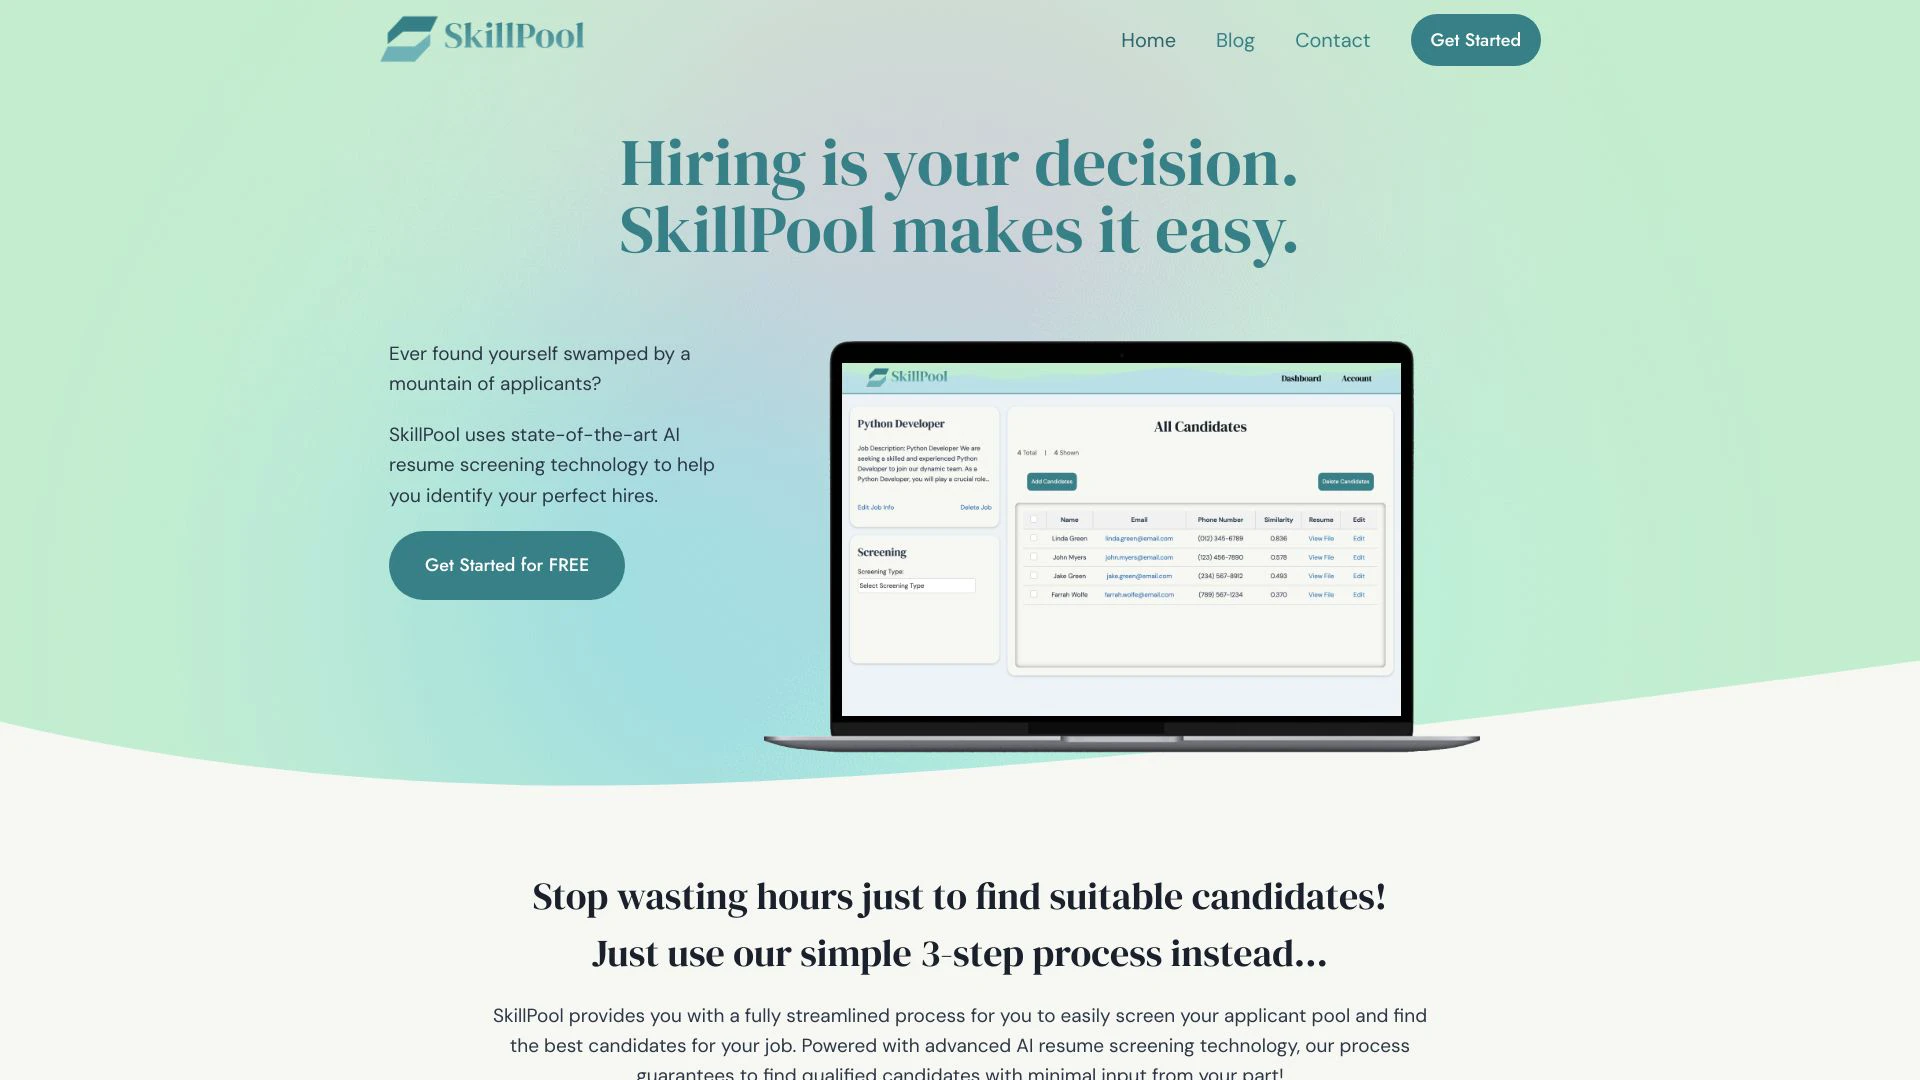 SkillPool
Home
Blog
Contact
Get Started
Hiring is your decision.
SkillPool makes it easy.
Ever found yourself swamped by a
mountain of applicants?
SkillPool uses state-of-the-art AI
resume screening technology to help
you identify your perfect hires.
Get Started for FREE
SkillPool
Dashboard
Account
Python Developer
Job Description: Python Developer We are
seeking a skilled and experienced Python
Developer to join our dynamic team. As a
Python Developer, you will play a crucial role...
Edit Job Info
Delete Job
Screening
Screening Type:
Select Screening Type
All Candidates
4 Total | 4 Shown
Add Candidates
Delete Candidates
Name Email Phone Number Similarity Resume Edit
Linda Green linda.green@email.com (012) 345-6789 0.836 View File Edit
John Myers john.myers@email.com (123) 456-7890 0.578 View File Edit
Jake Green jake.green@email.com (234) 567-8912 0.493 View File Edit
Farrah Wolfe farrah.wolfe@email.com (789) 567-1234 0.370 View File Edit
Stop wasting hours just to find suitable candidates!
Just use our simple 3-step process instead...
SkillPool provides you with a fully streamlined process for you to easily screen your applicant pool and find
the best candidates for your job. Powered with advanced AI resume screening technology, our process
guarantees to find qualified candidates with minimal input from your part!